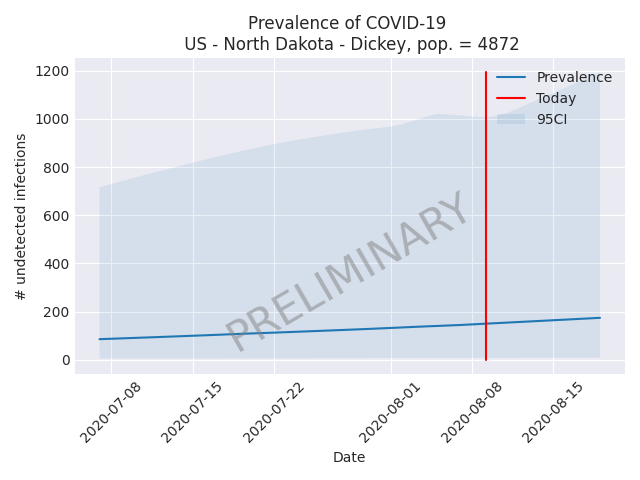 Prevalence of COVID-19
US - North Dakota - Dickey, pop. = 4872
Prevalence
Today
95CI
1200
1000
800
600
400
200
0
# undetected infections
PRELIMINARY
2020-07-08
2020-07-15
2020-07-22
2020-08-01
2020-08-08
2020-08-15
Date